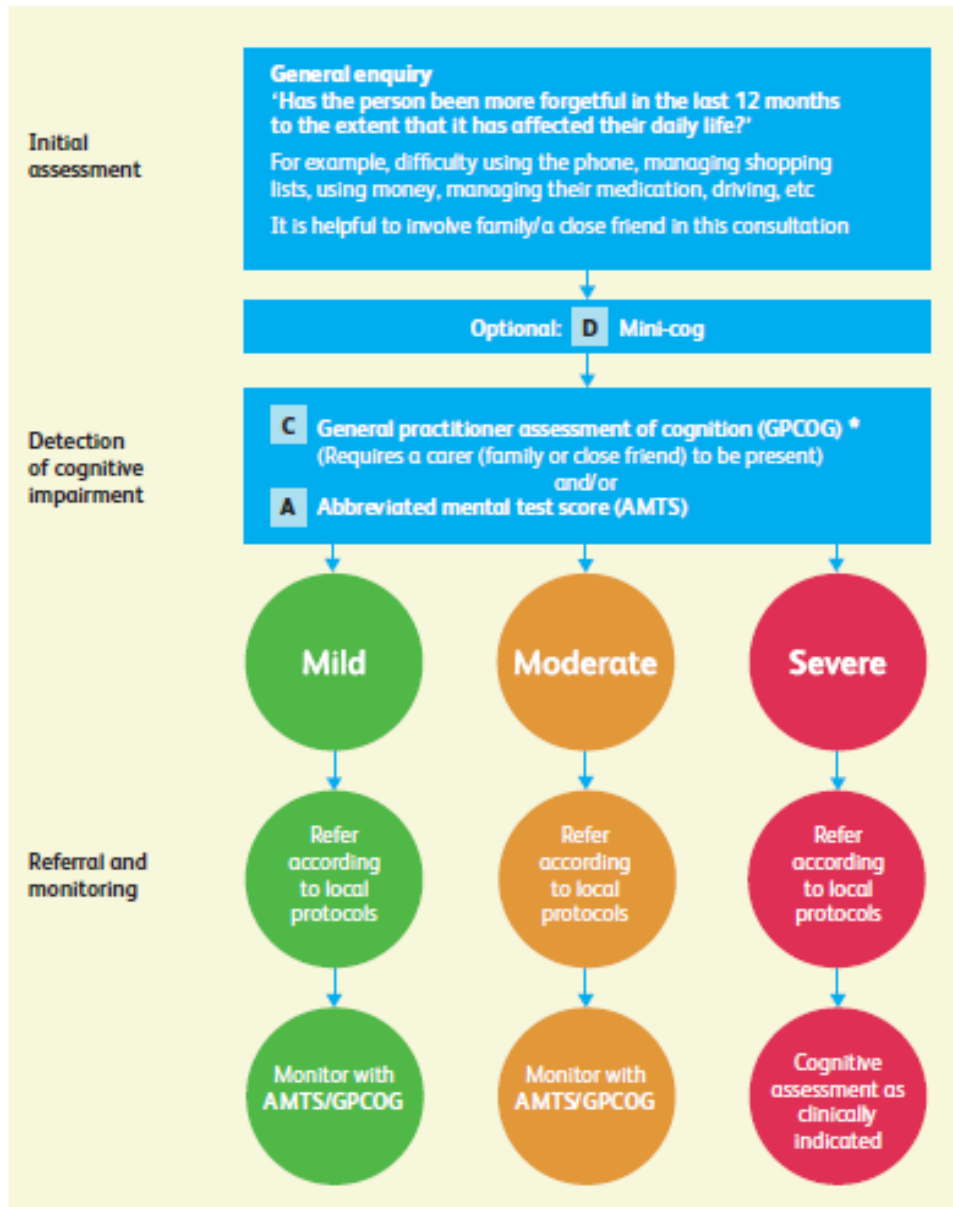 General enquiry
'Has the person been more forgetful in the last 12 months
to the extent that it has affected their daily life?'
Initial
assessment
For example, difficulty using the phone, managing shopping
lists, using money, managing their medication, driving, etc
It is helpful to involve family/a close friend in this consultation
Optional: D Mini-cog
Detection
of cognitive
impairment
C General practitioner assessment of cognition (GPCOG) *
(Requires a carer (family or close friend) to be present)
and/or
A Abbreviated mental test score (AMTS)
Mild
Moderate
Severe
Referral and
monitoring
Refer
according
to local
protocols
Refer
according
to local
protocols
Refer
according
to local
protocols
Monitor with
AMTS/GPCOG
Monitor with
AMTS/GPCOG
Cognitive
assessment as
clinically
indicated